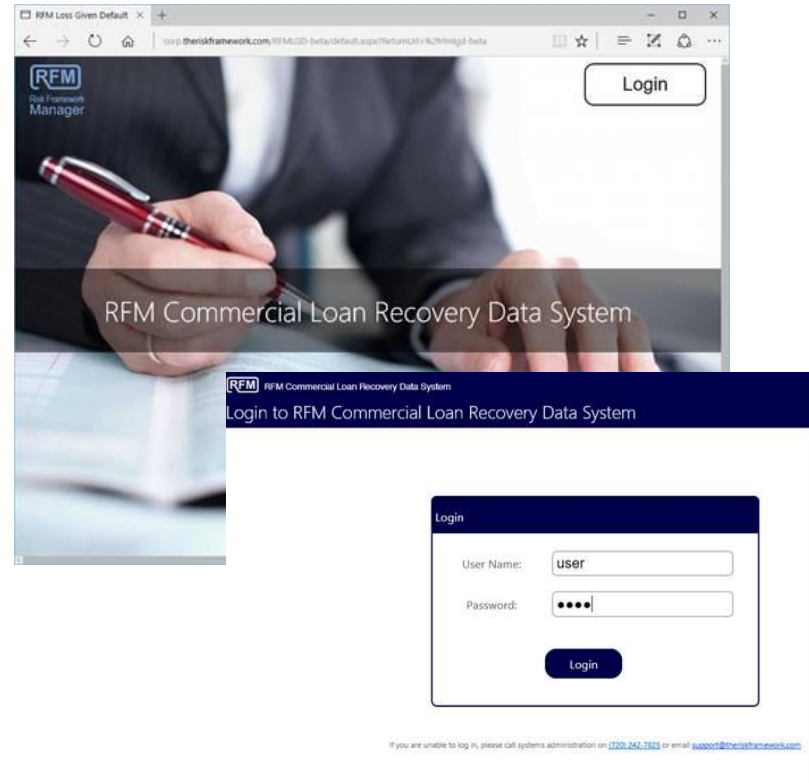 RFM Loss Given Default
corp.theriskframework.com/RFMLGD-beta/default.aspx?ReturnUrl=%2frfmlgd-beta
RFM
Risk Framework
Manager
Login
RFM Commercial Loan Recovery Data System
RFM RFM Commercial Loan Recovery Data System
Login to RFM Commercial Loan Recovery Data System
Login
User Name: user
Password: ••••
Login
If you are unable to log in, please call systems administration on (720) 242-7825 or email support@theriskframework.com